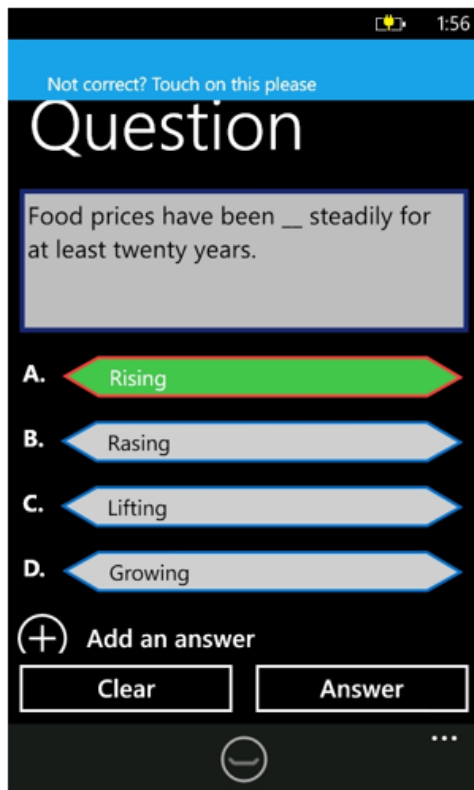 1:56
Not correct? Touch on this please
Question
Food prices have been __ steadily for
at least twenty years.
A. Rising
B. Rasing
C. Lifting
D. Growing
Add an answer
Clear Answer
...